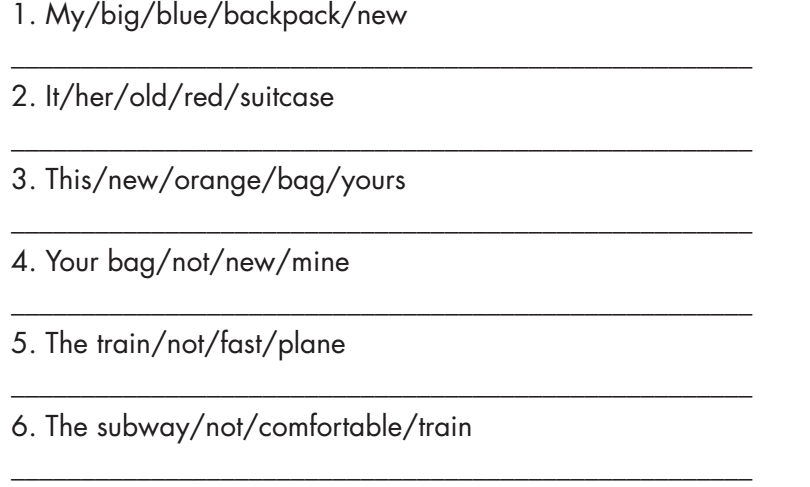 1. My/big/blue/backpack/new
2. It/her/old/red/suitcase
3. This/new/orange/bag/yours
4. Your bag/not/new/mine
5. The train/not/fast/plane
6. The subway/not/comfortable/train